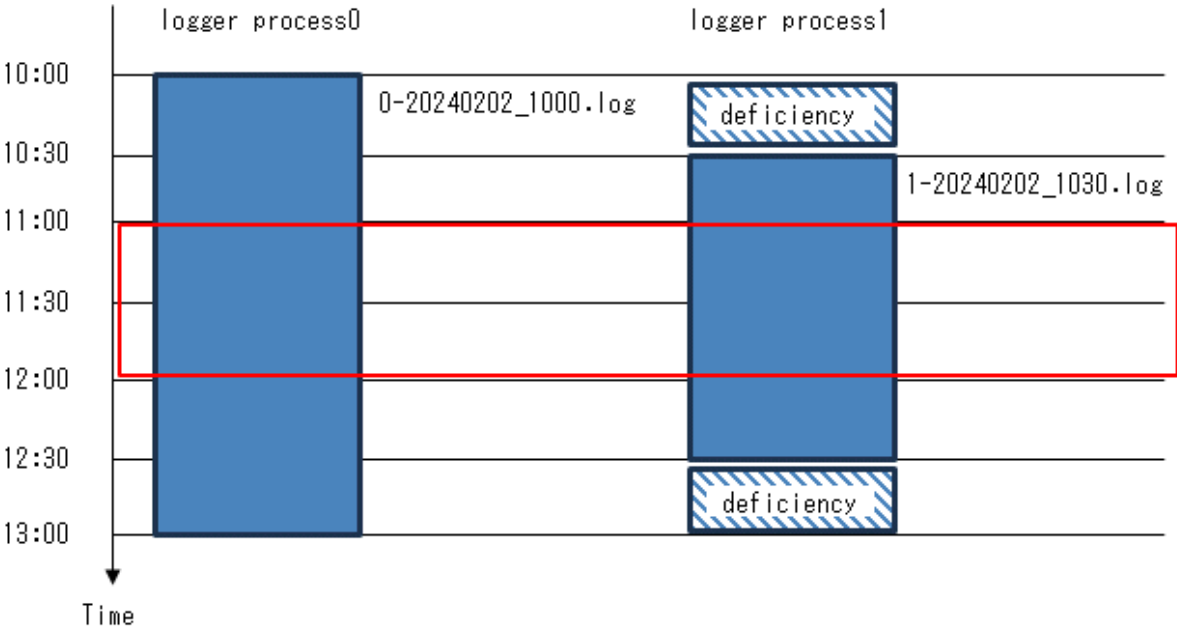 logger process0
logger process1
10:00
0-20240202_1000.log
deficiency
10:30
1-20240202_1030.log
11:00
11:30
12:00
12:30
deficiency
13:00
Time